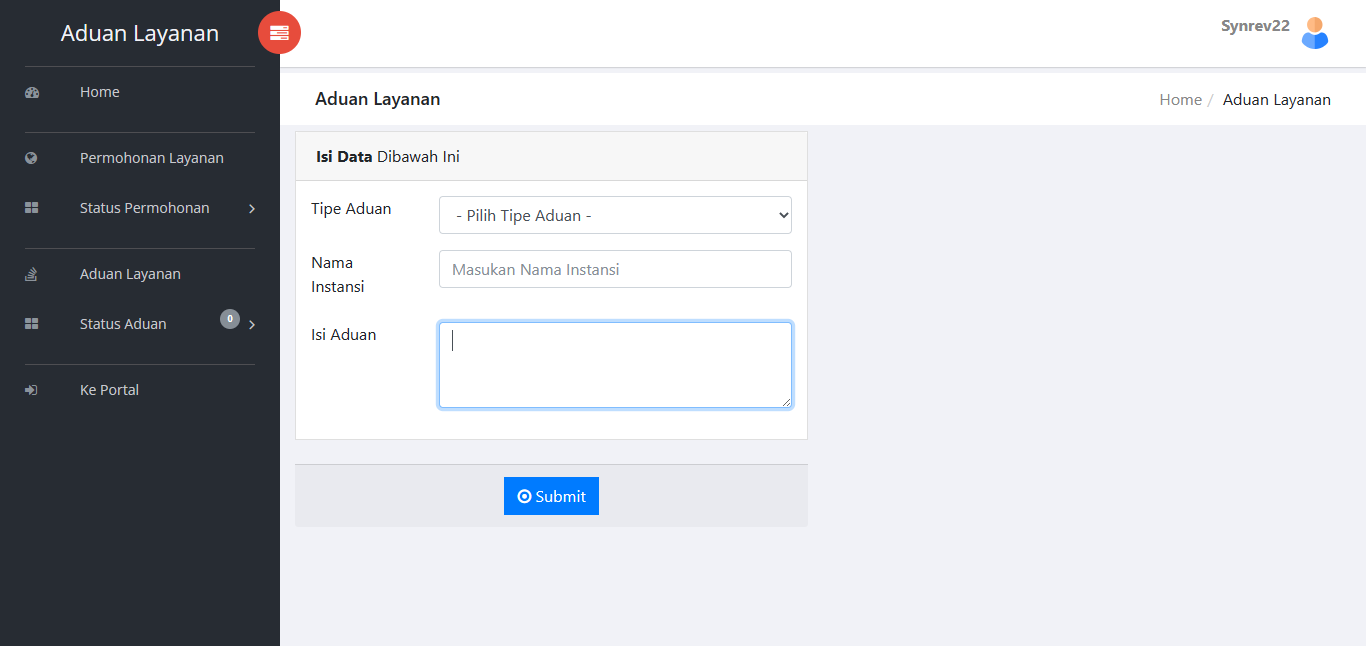 Aduan Layanan
Synrev22
Home
Permohonan Layanan
Status Permohonan
Aduan Layanan
Status Aduan 0
Ke Portal
Aduan Layanan
Home / Aduan Layanan
Isi Data Dibawah Ini
Tipe Aduan
- Pilih Tipe Aduan -
Nama
Instansi
Masukan Nama Instansi
Isi Aduan
Submit